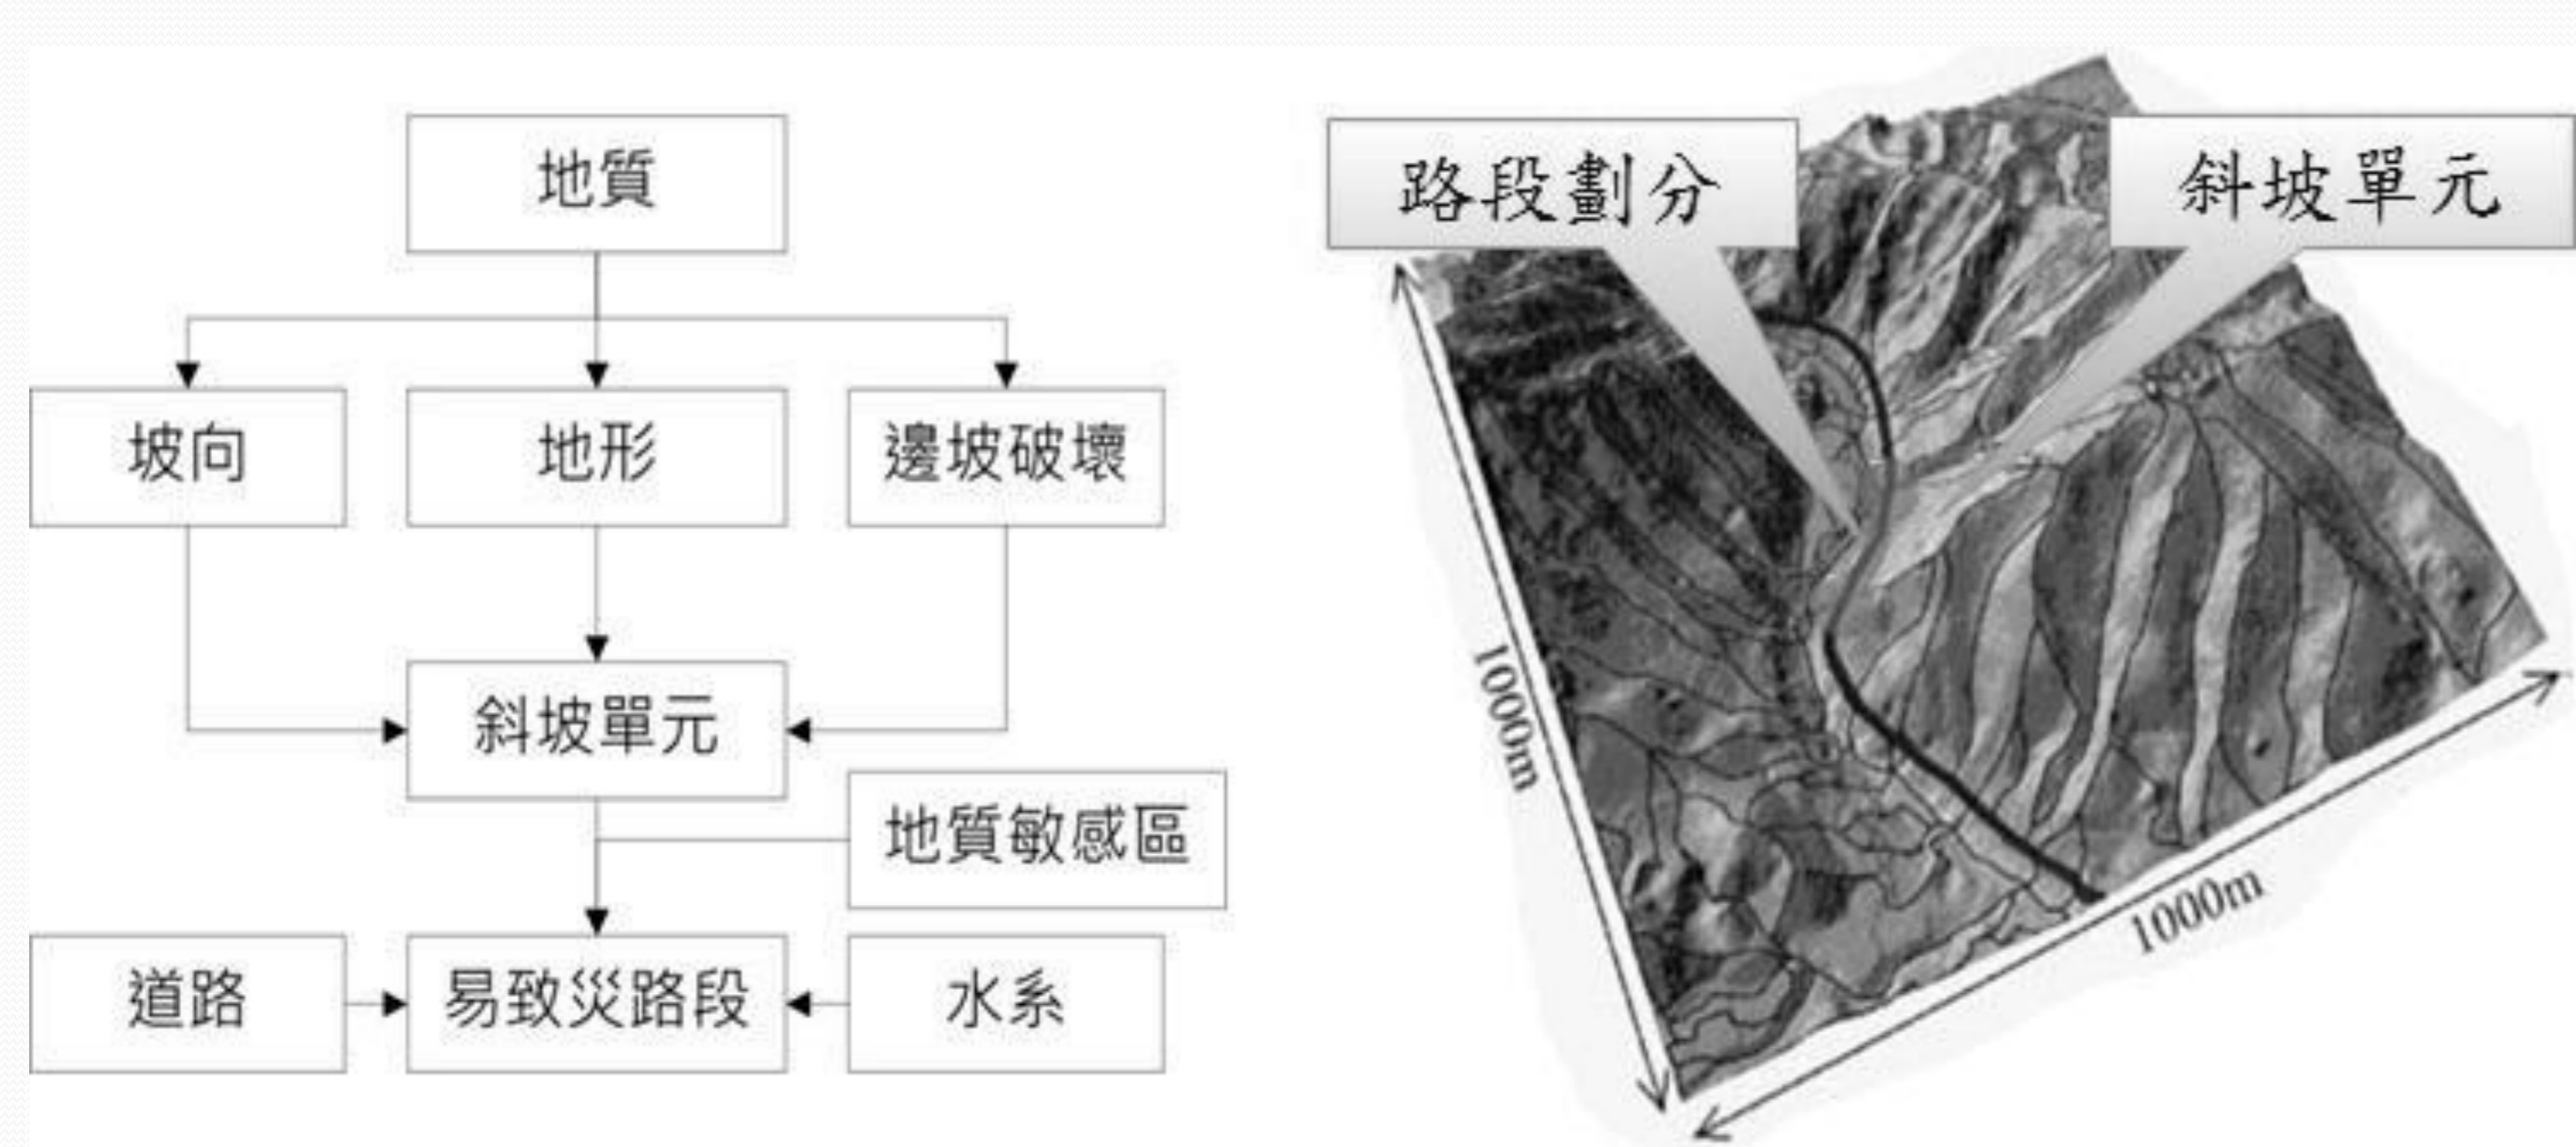 地質
坡向
地形
邊坡破壞
斜坡單元
地質敏感區
道路
易致災路段
水系
路段劃分
斜坡單元
1000m
1000m